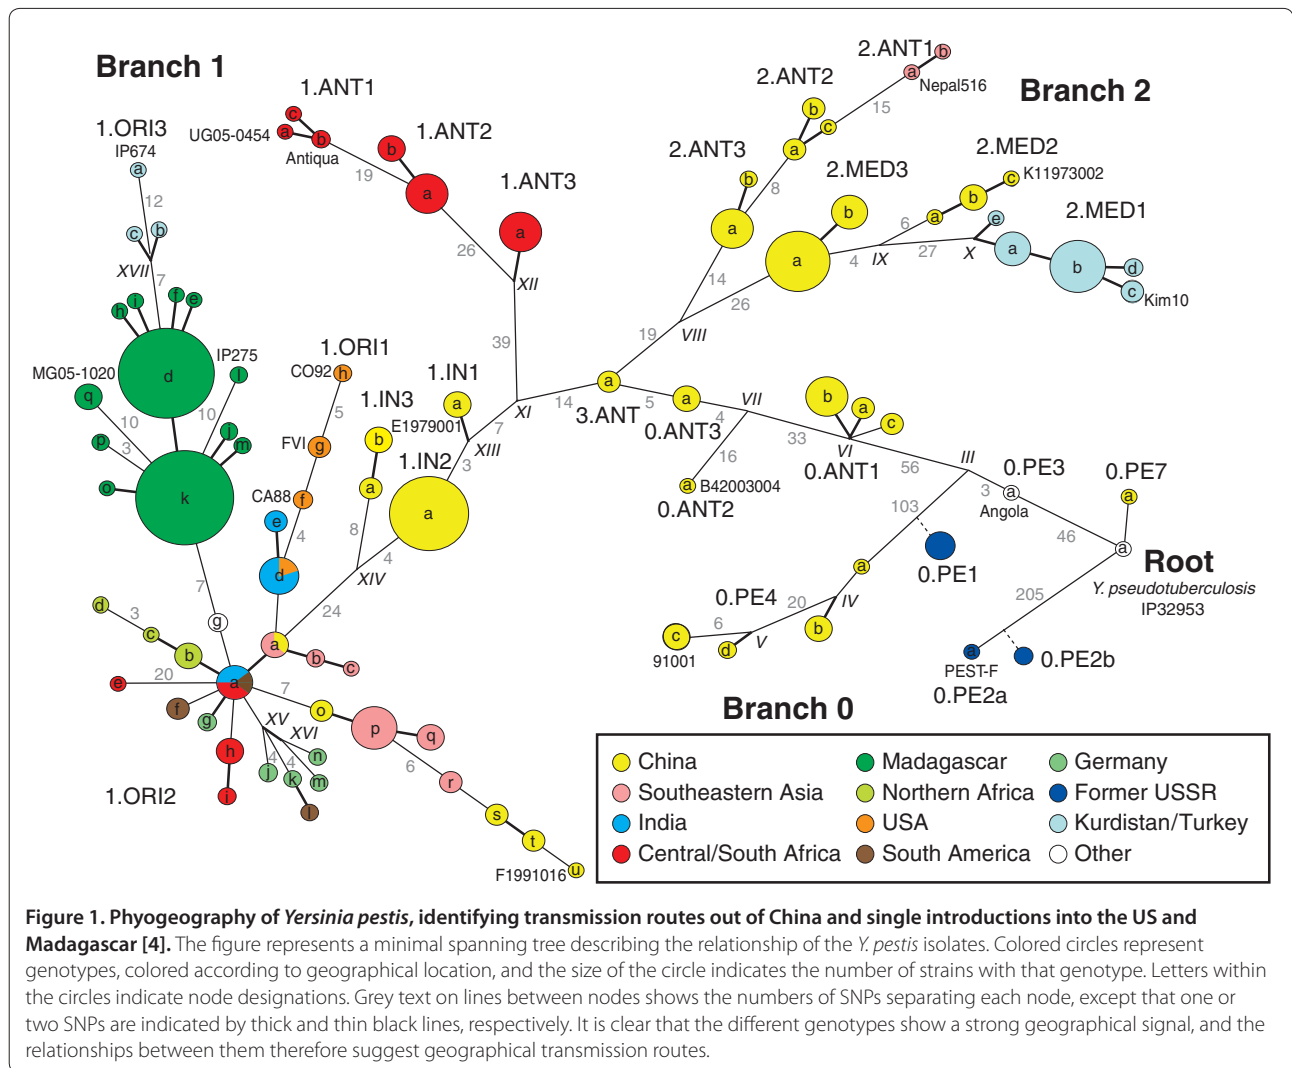 Branch 1
1.ANT1
c
a
b
UG05-0454
Antiqua
19
1.ANT2
b
a
26
1.ANT3
a
XII
39
1.ORI3
IP674
a
12
c
b
XVII
7
h
i
f
e
d
IP275
l
MG05-1020
q
10
10
3
p
j
m
o
k
7
g
1.ORI1
CO92
h
5
FVI
g
CA88
f
e
4
d
1.IN3
E1979001
b
a
8
1.IN1
a
XIII
7
1.IN2
3
a
4
XIV
24
XI
14
d
3
c
b
a
b
c
20
e
a
f
g
7
h
i
XV
XVI
4
4
j
k
n
m
l
1.ORI2
o
p
q
6
r
s
t
F1991016
u
Branch 2
2.ANT1
b
a
Nepal516
15
2.ANT2
b
c
a
8
2.ANT3
b
a
14
2.MED3
b
a
26
4
IX
6
27
2.MED2
K11973002
c
b
a
X
2.MED1
e
a
b
d
c
Kim10
19
VIII
a
3.ANT
5
a
0.ANT3
VII
4
16
a
B42003004
0.ANT2
33
b
a
c
VI
0.ANT1
56
III
3
0.PE3
a
Angola
46
0.PE7
a
a
Root
Y. pseudotuberculosis
IP32953
205
103
0.PE1
a
0.PE4
20
IV
b
6
V
c
d
91001
a
PEST-F
0.PE2a
0.PE2b
Branch 0
China
Madagascar
Germany
Southeastern Asia
Northern Africa
Former USSR
India
USA
Kurdistan/Turkey
Central/South Africa
South America
Other
Figure 1. Phyogeography of Yersinia pestis, identifying transmission routes out of China and single introductions into the US and
Madagascar [4]. The figure represents a minimal spanning tree describing the relationship of the Y. pestis isolates. Colored circles represent
genotypes, colored according to geographical location, and the size of the circle indicates the number of strains with that genotype. Letters within
the circles indicate node designations. Grey text on lines between nodes shows the numbers of SNPs separating each node, except that one or
two SNPs are indicated by thick and thin black lines, respectively. It is clear that the different genotypes show a strong geographical signal, and the
relationships between them therefore suggest geographical transmission routes.